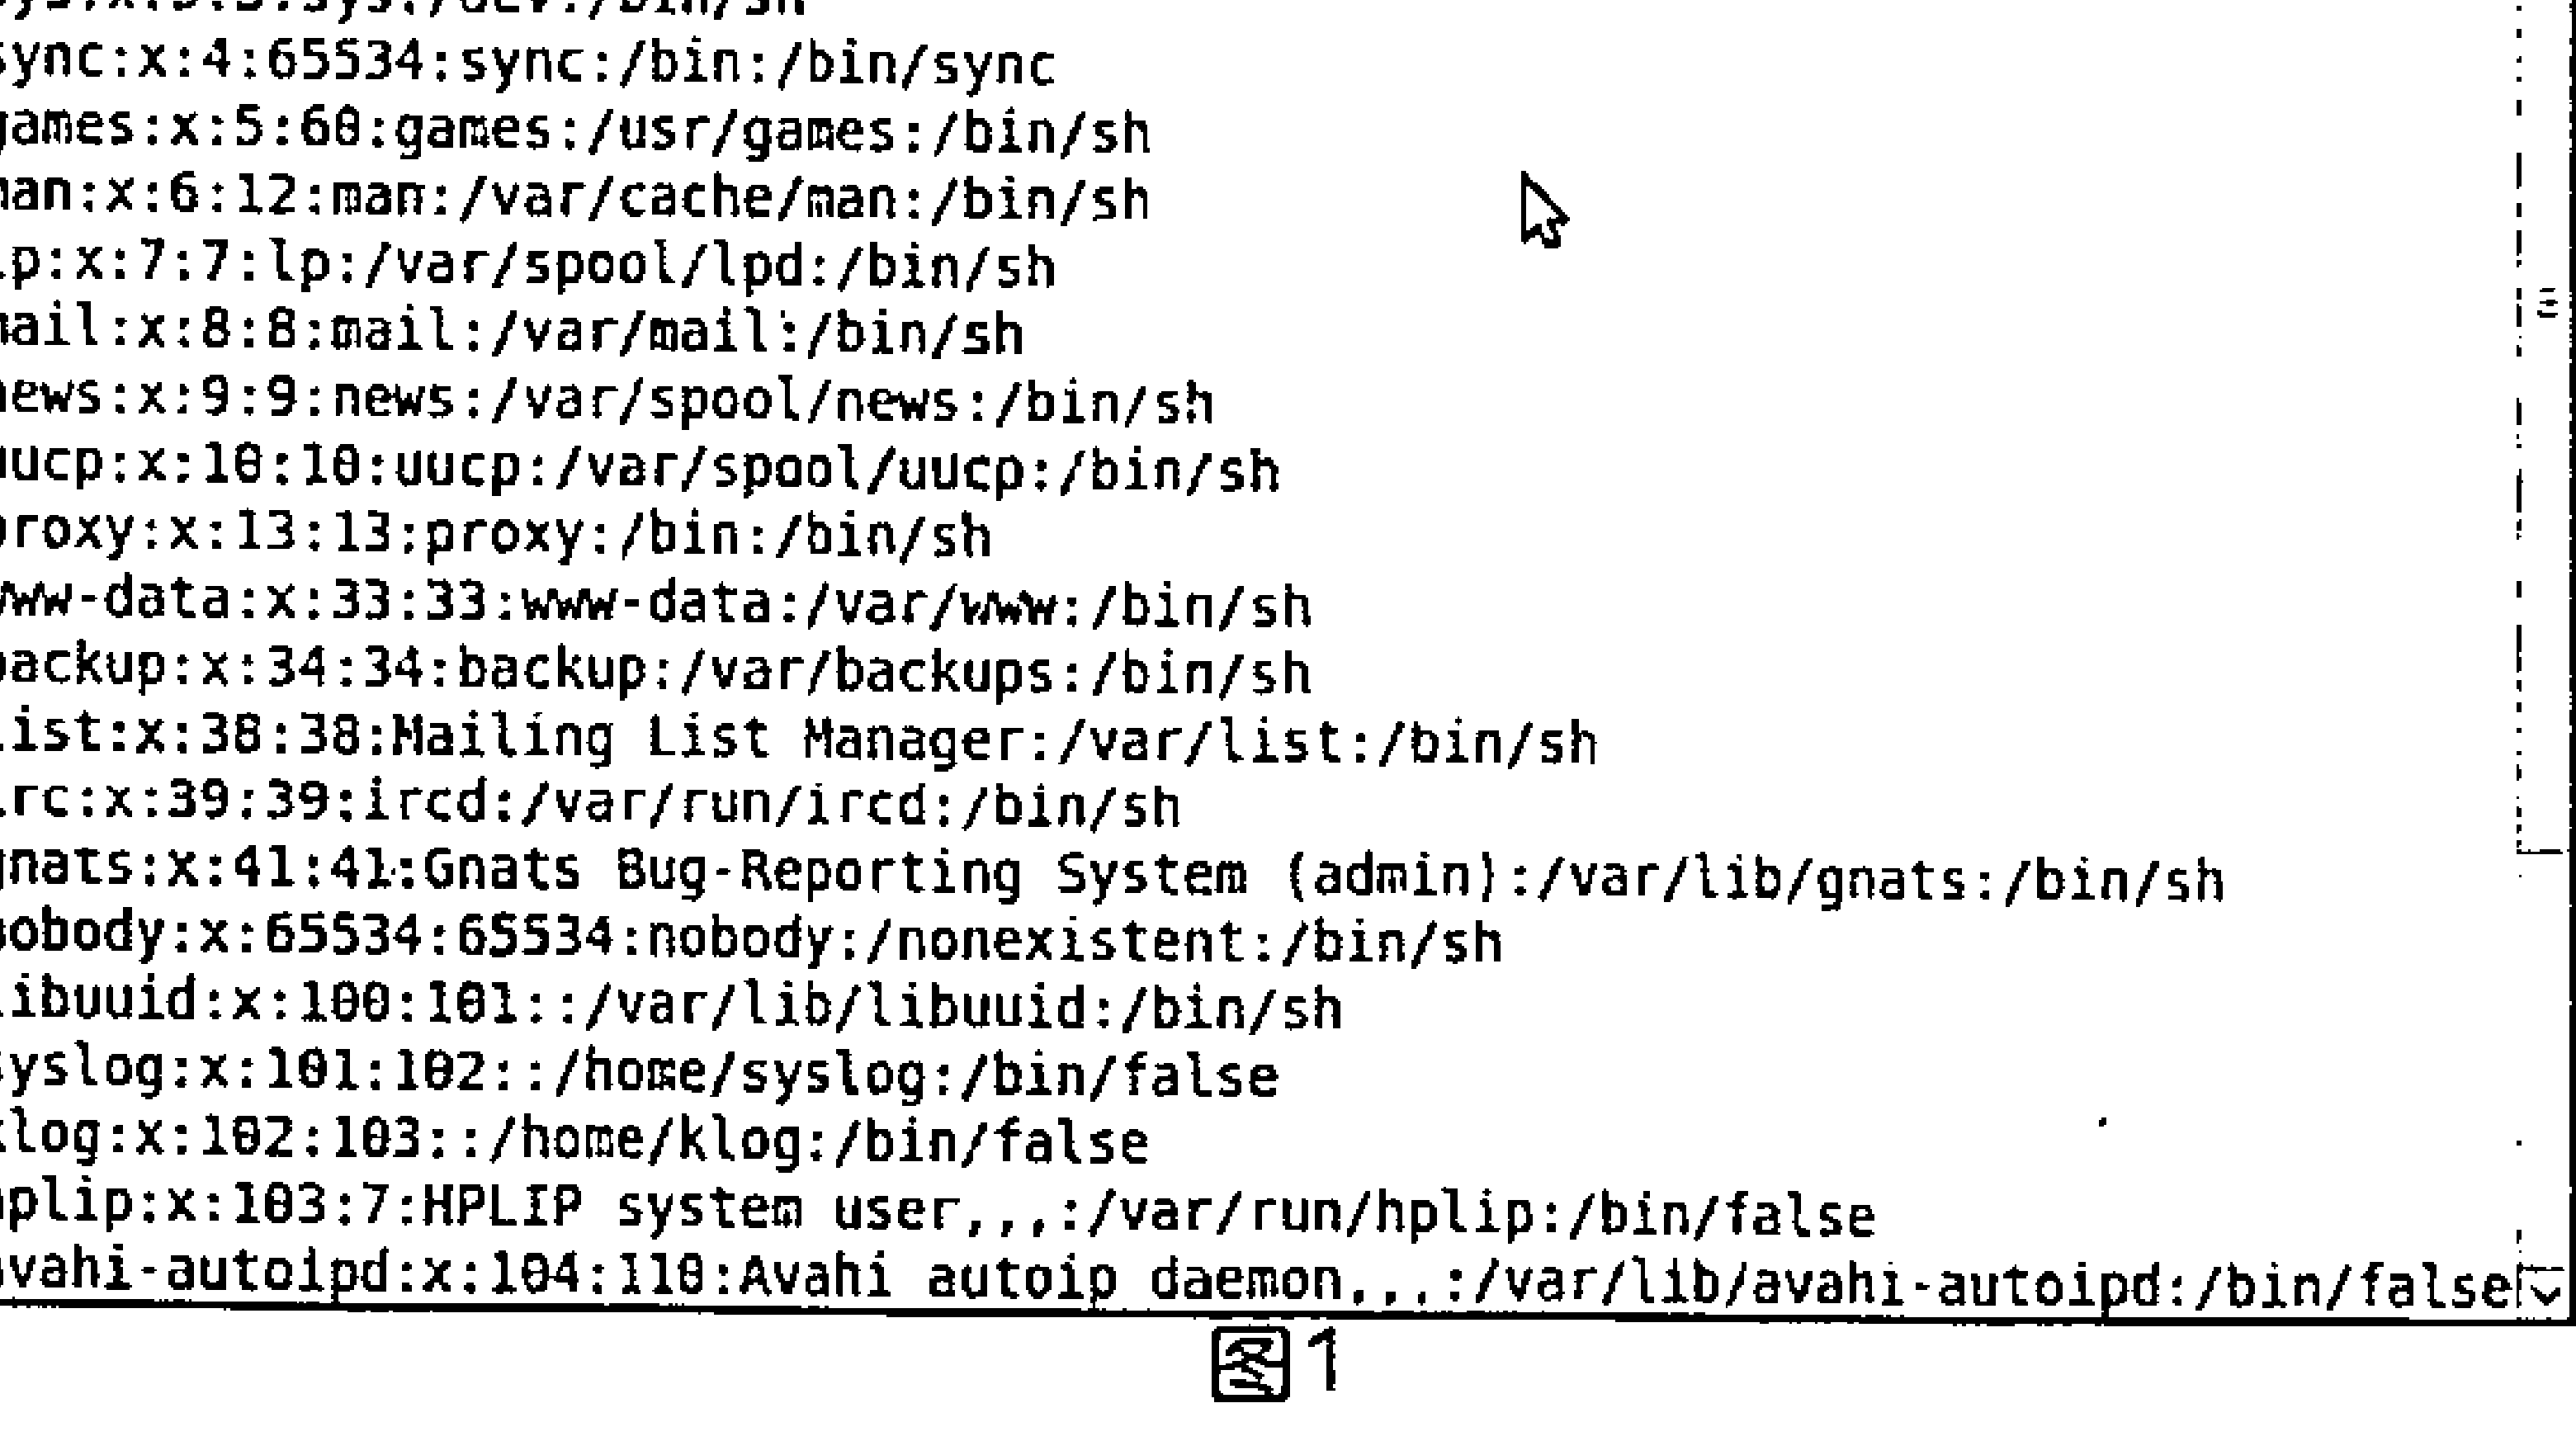 sys:x:3:3:sys:/dev:/bin/sh
sync:x:4:65534:sync:/bin:/bin/sync
games:x:5:60:games:/usr/games:/bin/sh
man:x:6:12:man:/var/cache/man:/bin/sh
lp:x:7:7:lp:/var/spool/lpd:/bin/sh
mail:x:8:8:mail:/var/mail:/bin/sh
news:x:9:9:news:/var/spool/news:/bin/sh
uucp:x:10:10:uucp:/var/spool/uucp:/bin/sh
proxy:x:13:13:proxy:/bin:/bin/sh
www-data:x:33:33:www-data:/var/www:/bin/sh
backup:x:34:34:backup:/var/backups:/bin/sh
list:x:38:38:Mailing List Manager:/var/list:/bin/sh
irc:x:39:39:ircd:/var/run/ircd:/bin/sh
gnats:x:41:41:Gnats Bug-Reporting System (admin):/var/lib/gnats:/bin/sh
nobody:x:65534:65534:nobody:/nonexistent:/bin/sh
libuuid:x:100:101::/var/lib/libuuid:/bin/sh
syslog:x:101:102::/home/syslog:/bin/false
klog:x:102:103::/home/klog:/bin/false
hplip:x:103:7:HPLIP system user,,,:/var/run/hplip:/bin/false
avahi-autoipd:x:104:110:Avahi autoip daemon,,,:/var/lib/avahi-autoipd:/bin/false
图1